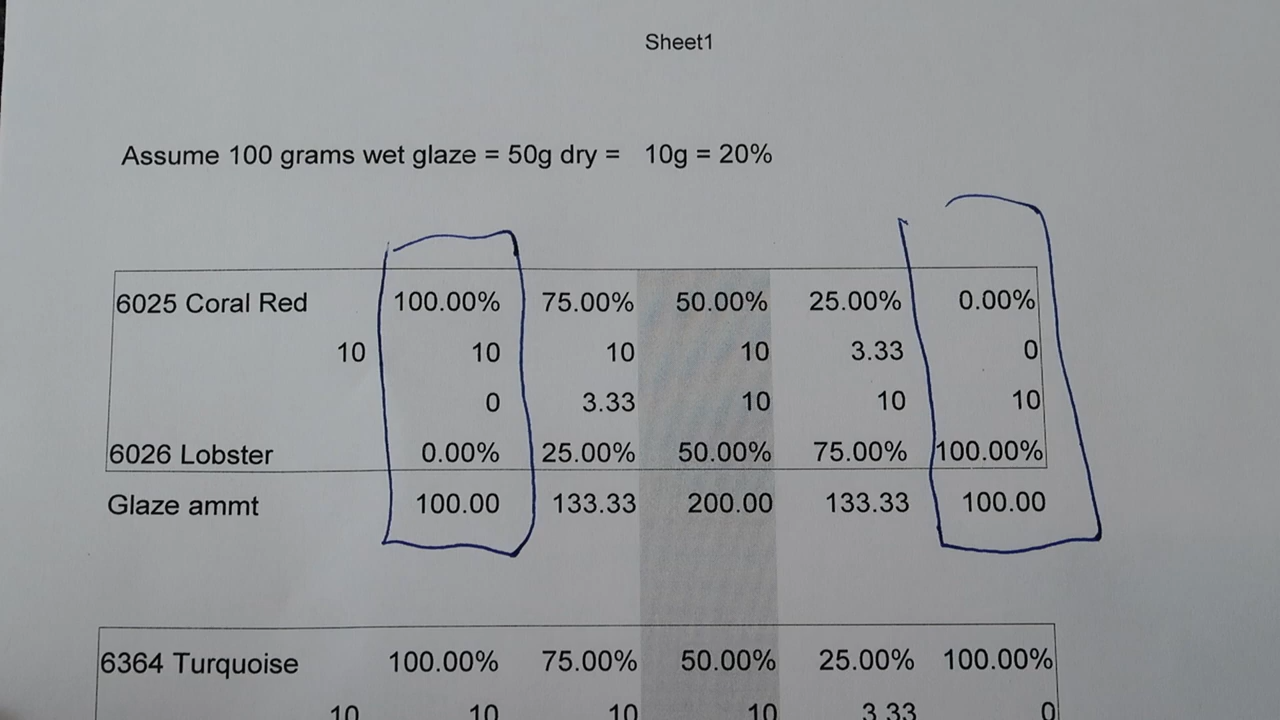 Sheet1
Assume 100 grams wet glaze = 50g dry = 10g = 20%
6025 Coral Red 100.00% 75.00% 50.00% 25.00% 0.00%
10 10 10 10 3.33 0
0 3.33 10 10 10
6026 Lobster 0.00% 25.00% 50.00% 75.00% 100.00%
Glaze ammt 100.00 133.33 200.00 133.33 100.00
6364 Turquoise 100.00% 75.00% 50.00% 25.00% 100.00%
10 10 10 10 3.33 0